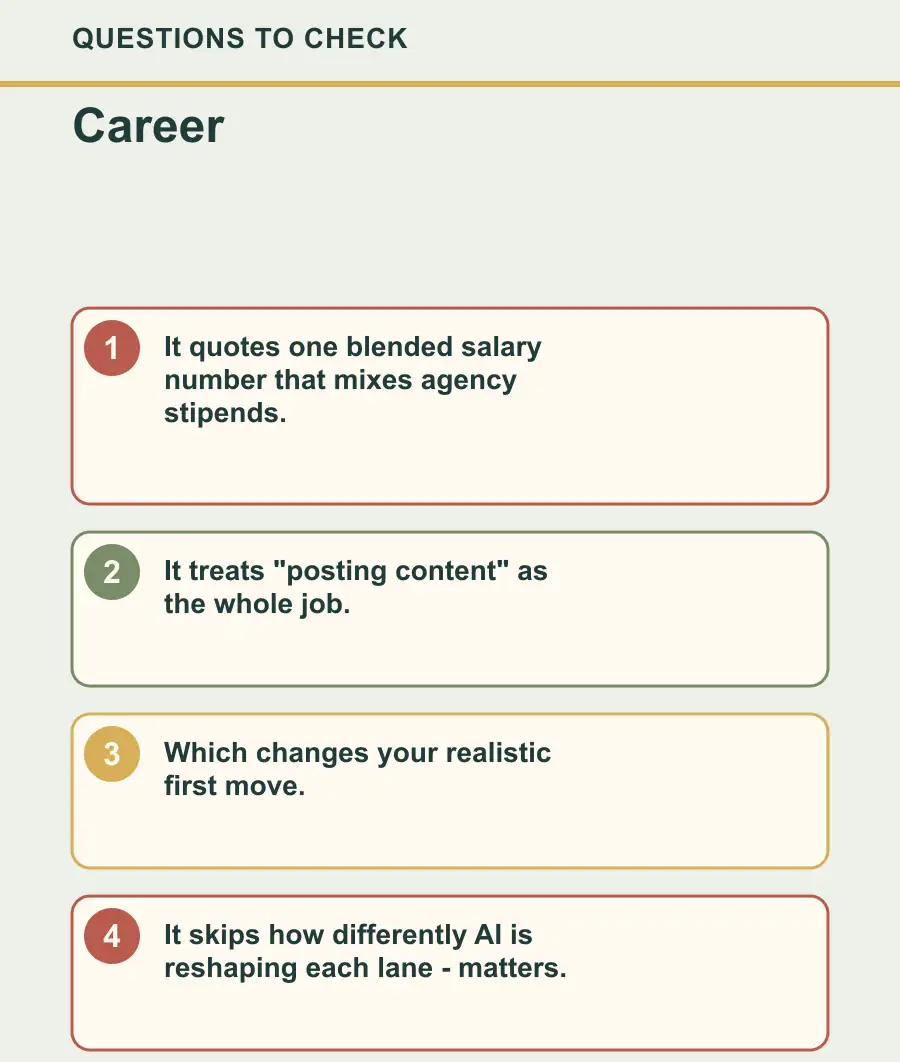 QUESTIONS TO CHECK
Career
1
It quotes one blended salary
number that mixes agency
stipends.
2
It treats "posting content" as
the whole job.
3
Which changes your realistic
first move.
4
It skips how differently AI is
reshaping each lane - matters.